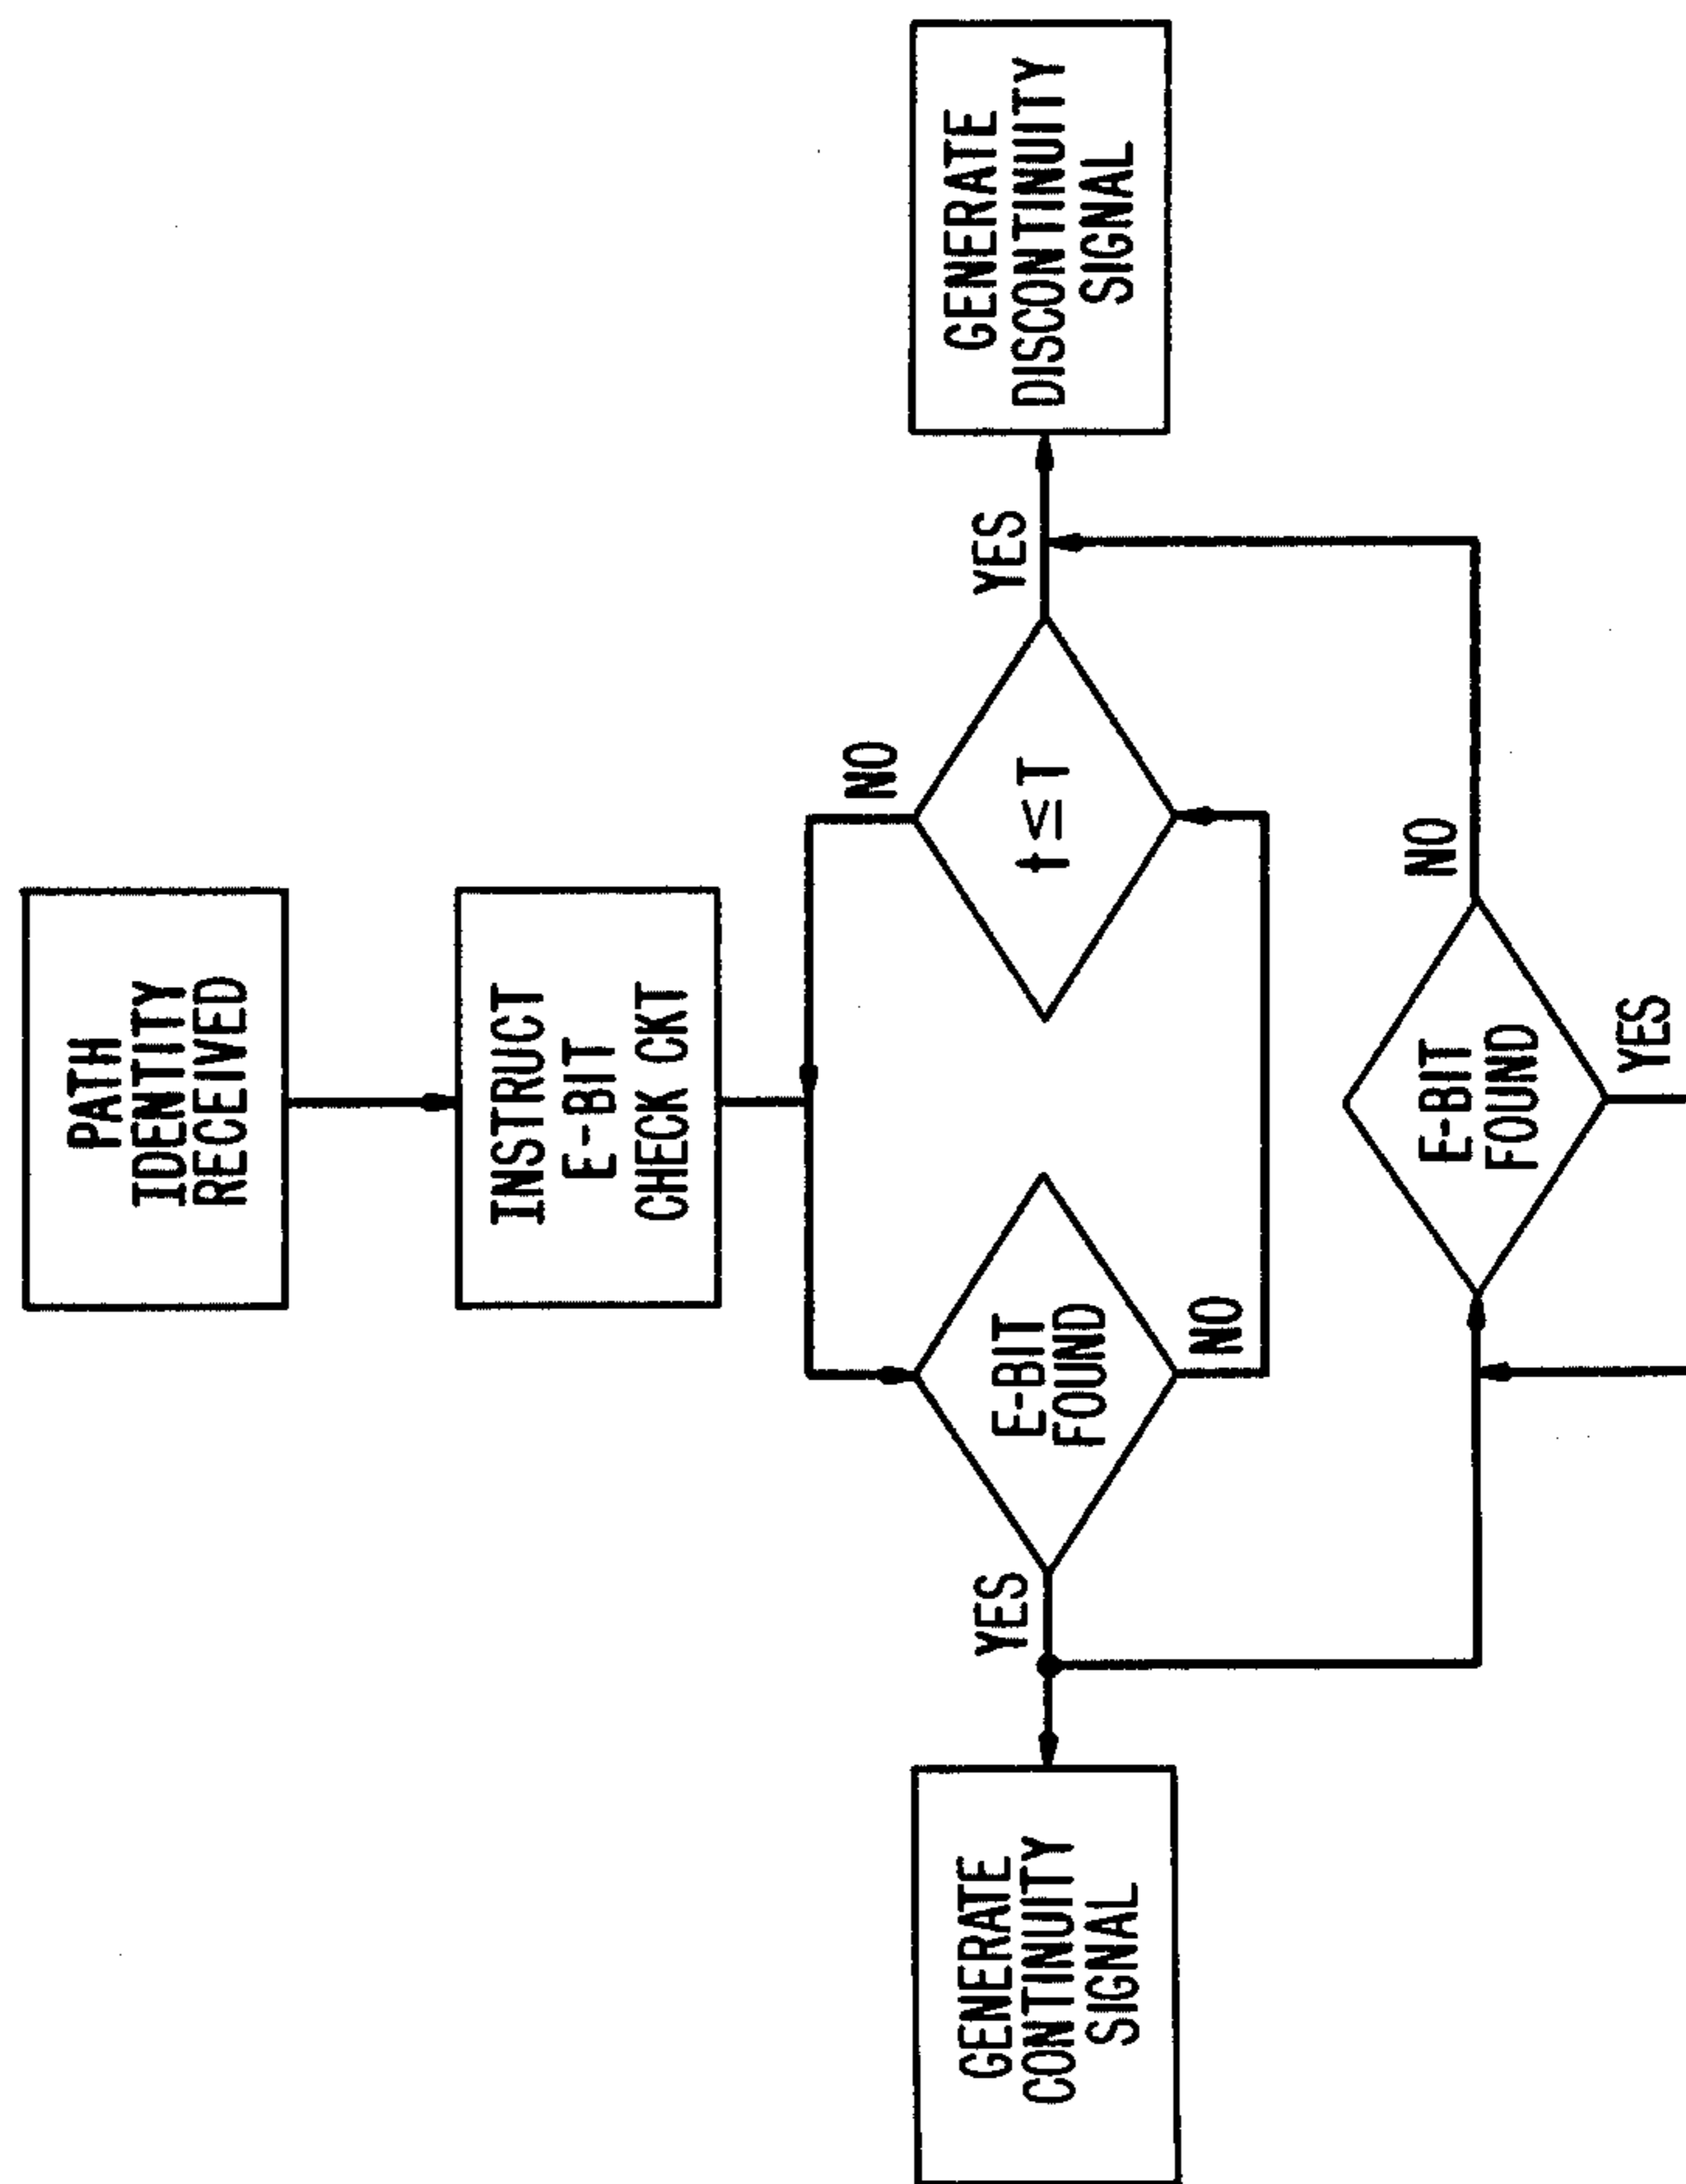 PATH
IDENTITY
RECEIVED
INSTRUCT
E-BIT
CHECK CKT
NO
GENERATE
CONTINUITY
SIGNAL
YES
E-BIT
FOUND
t ≤ T
YES
GENERATE
DISCONTINUITY
SIGNAL
NO
NO
E-BIT
FOUND
YES